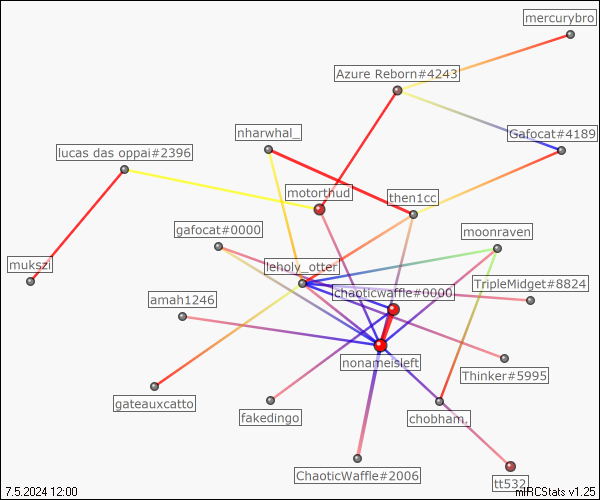 mercurybro
Azure Reborn#4243
nharwhal_
Gafocat#4189
lucas das oppai#2396
motorthud
then1cc
gafocat#0000
moonraven
mukszi
leholy_otter
chaoticwaffle#0000
TripleMidget#8824
amah1246
nonameisleft
Thinker#5995
gateauxcatto
fakedingo
chobham,
ChaoticWaffle#2006
tt532
7.5.2024 12:00
mIRCStats v1.25